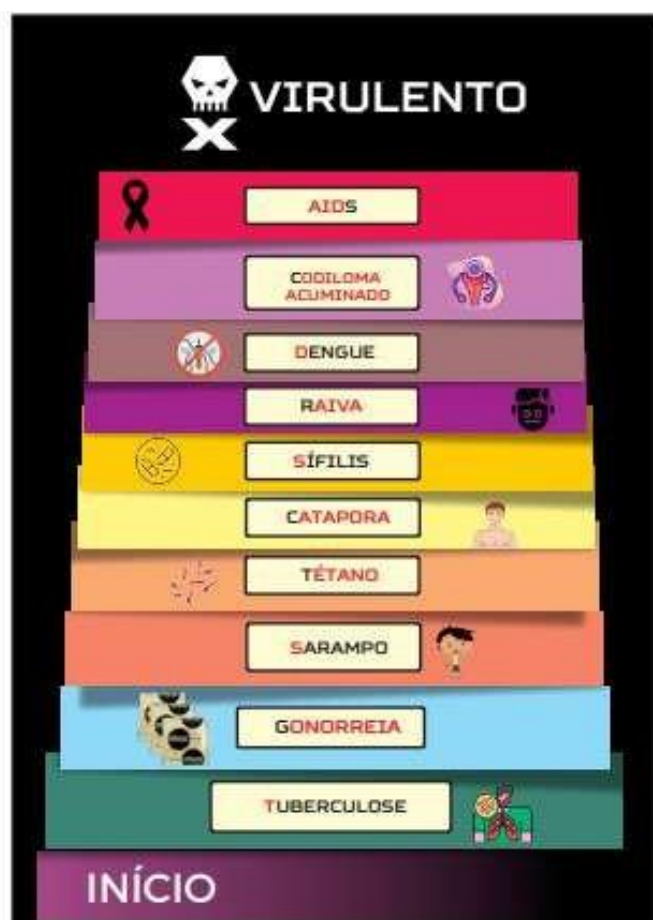 VIRULENTO
AIDS
CODILOMA
ACUMINADO
DENGUE
RAIVA
SÍFILIS
CATAPORA
TÉTANO
SARAMPO
GONORREIA
TUBERCULOSE
INÍCIO